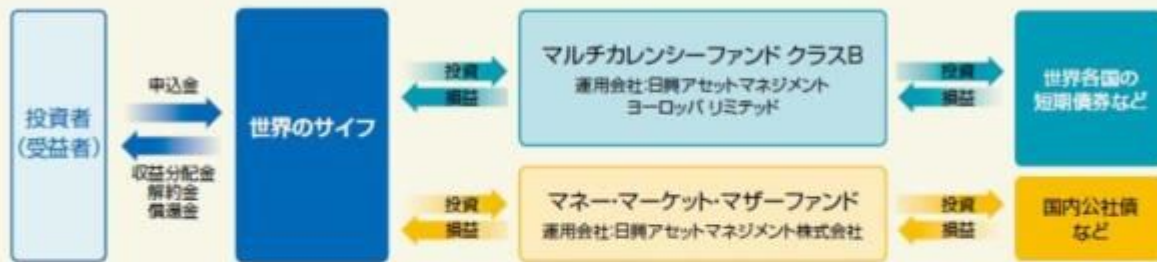 投資者
(受益者)
申込金
収益分配金
解約金
償還金
世界のサイフ
投資
損益
マルチカレンシーファンド クラスB
運用会社:日興アセットマネジメント
ヨーロッパ リミテッド
投資
損益
世界各国の
短期債券など
投資
損益
マネー・マーケット・マザーファンド
運用会社:日興アセットマネジメント株式会社
投資
損益
国内公社債
など